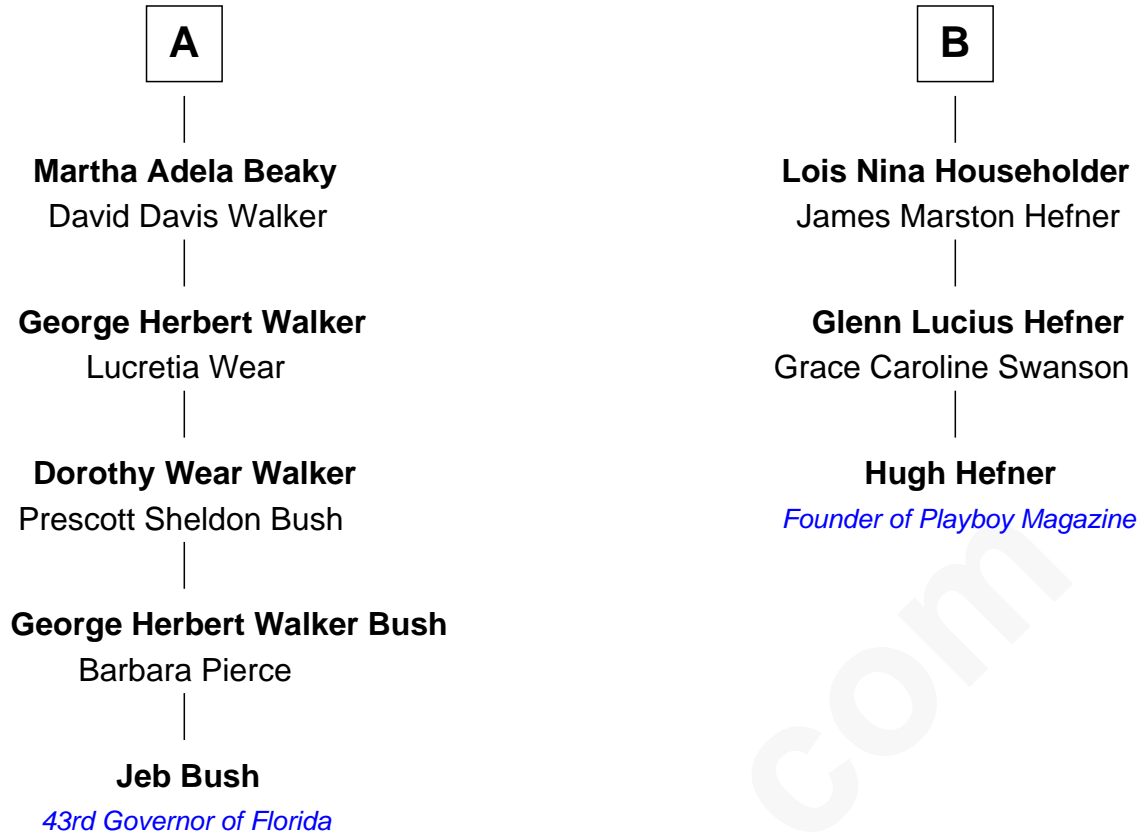 A
Martha Adela Beaky
David Davis Walker
George Herbert Walker
Lucretia Wear
Dorothy Wear Walker
Prescott Sheldon Bush
George Herbert Walker Bush
Barbara Pierce
Jeb Bush
43rd Governor of Florida
B
Lois Nina Householder
James Marston Hefner
Glenn Lucius Hefner
Grace Caroline Swanson
Hugh Hefner
Founder of Playboy Magazine
com